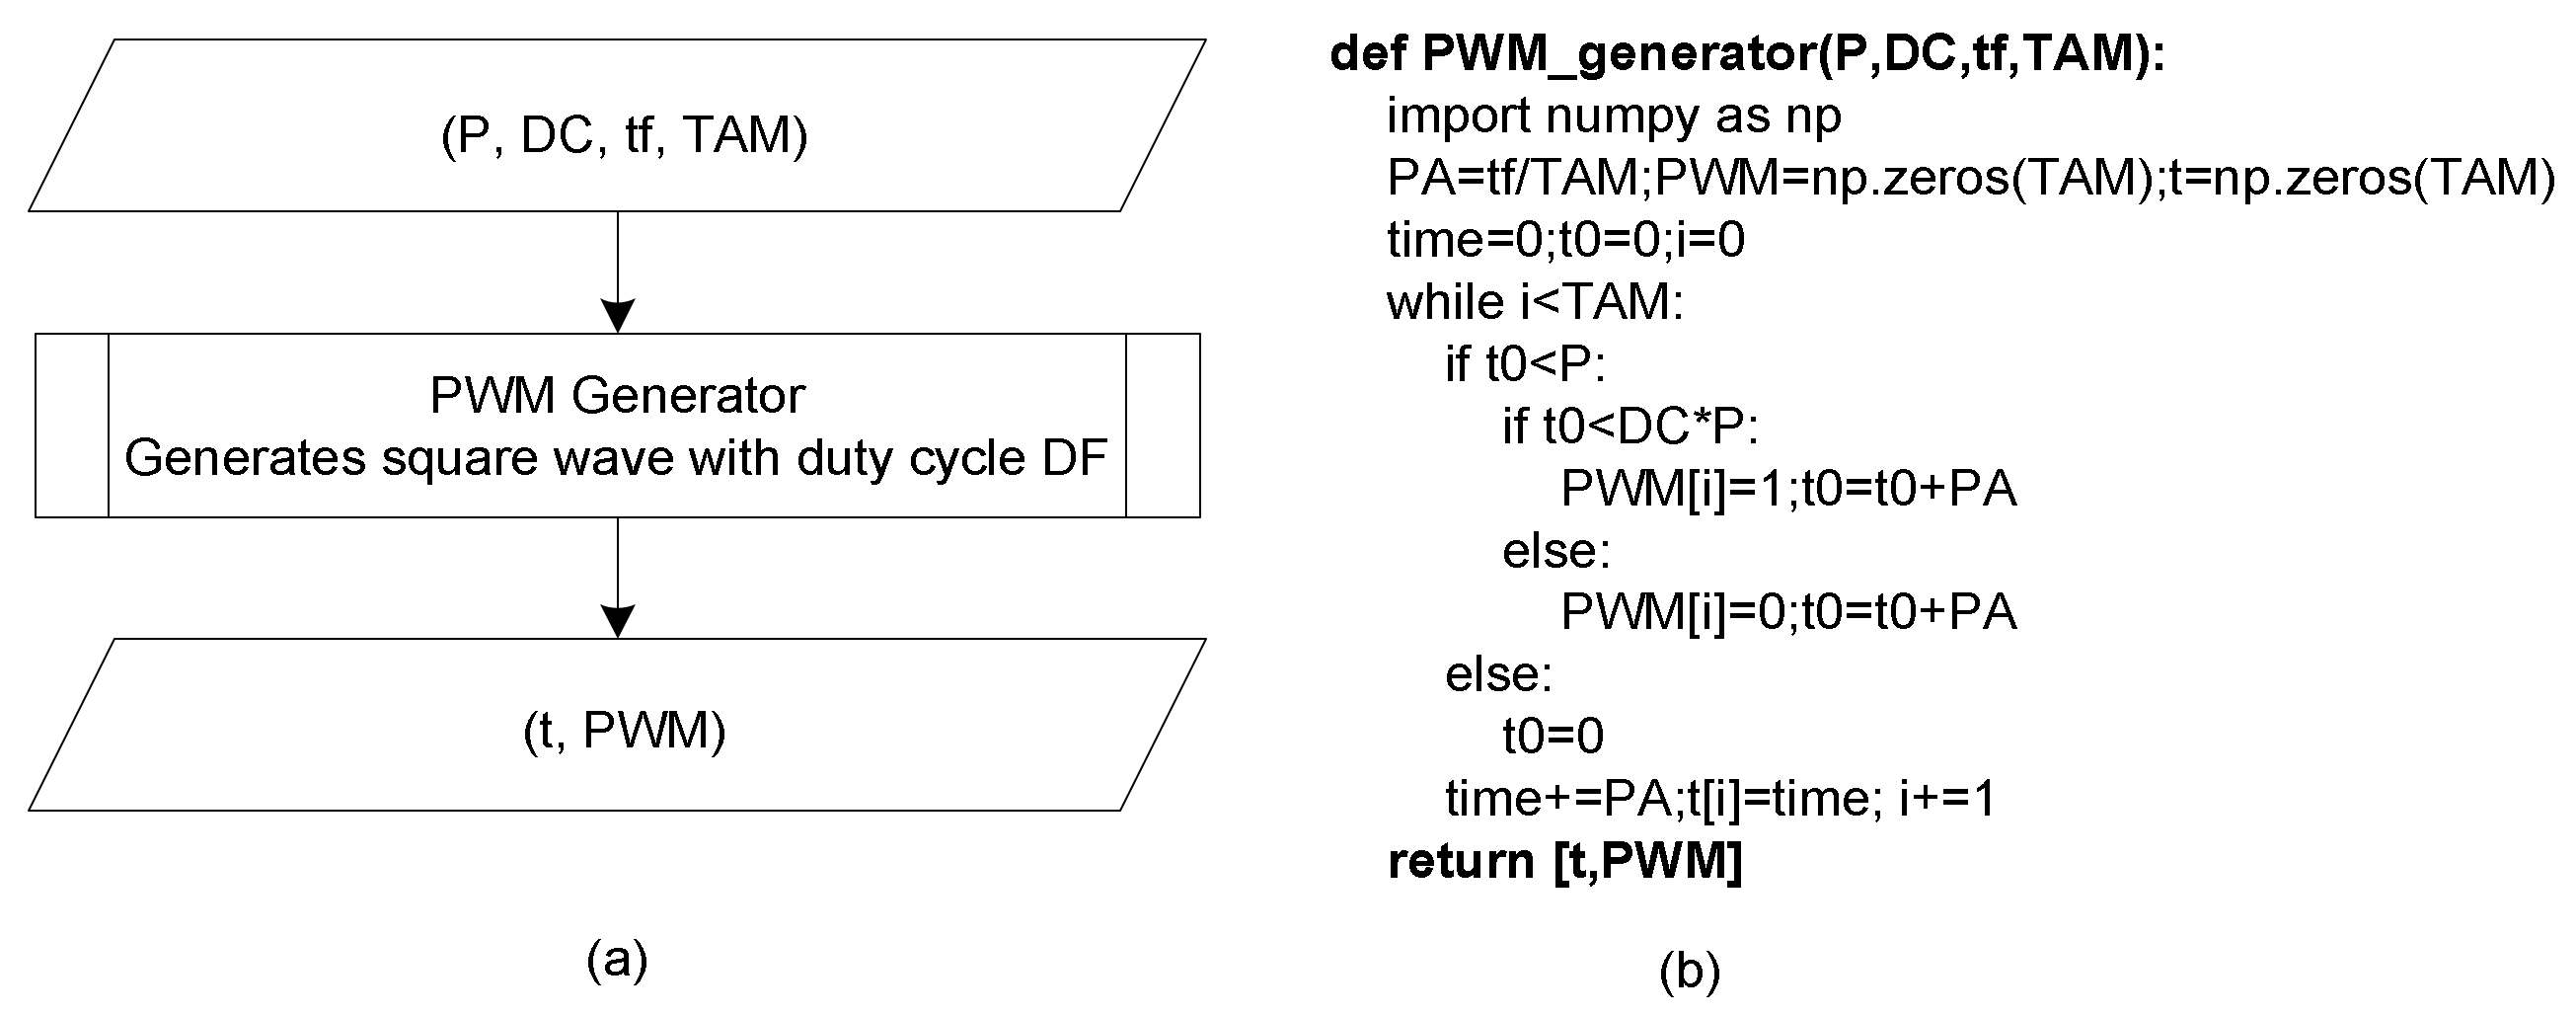 (P, DC, tf, TAM)
PWM Generator
Generates square wave with duty cycle DF
(t, PWM)
(a)
def PWM_generator(P,DC,tf,TAM):
import numpy as np
PA=tf/TAM;PWM=np.zeros(TAM);t=np.zeros(TAM)
time=0;t0=0;i=0
while i<TAM:
if t0<P:
if t0<DC*P:
PWM[i]=1;t0=t0+PA
else:
PWM[i]=0;t0=t0+PA
else:
t0=0
time+=PA;t[i]=time; i+=1
return [t,PWM]
(b)